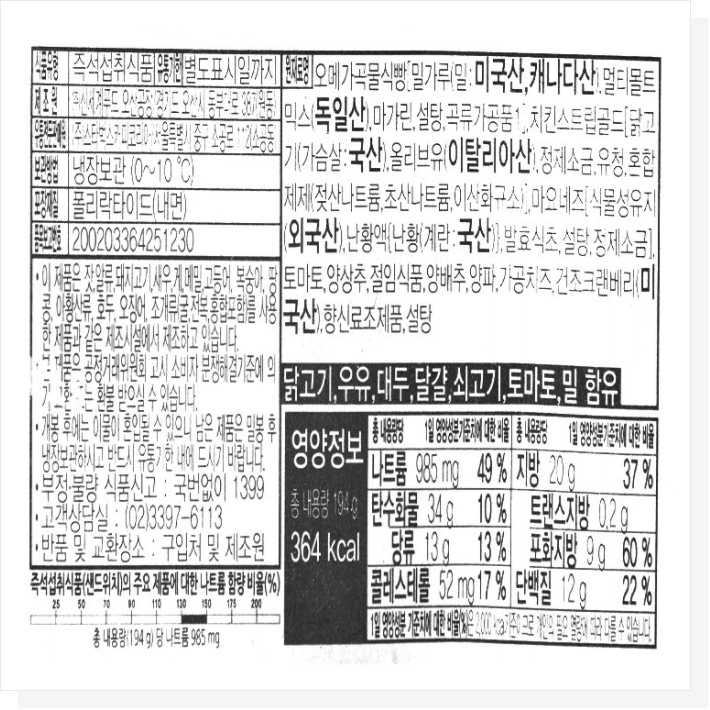 식품유형 즉석섭취식품 유통기한 별도표시일까지
제조원 ㈜신세계푸드 오산공장:경기도 오산시 동부대로
보관방법 냉장보관 (0~10 ℃)
포장재질 폴리락타이드(내면)
품목보고번호 200203364251230
• 이 제품은 잣,알류,돼지고기,새우,게,메밀,고등어, 복숭아, 땅
콩, 아황산류, 호두, 오징어, 조개류(굴,전복,홍합포함)를 사용
한 제품과 같은 제조시설에서 제조하고 있습니다.
제품은 공정거래위원회 고시 소비자 분쟁해결기준에 의
환불 받으실 수 있습니다.
• 개봉 후에는 이물이 혼입될 수 있으니 남은 제품은 밀봉 후
냉장보관하시고 반드시 유통기한 내에 드시기 바랍니다.
• 부정·불량 식품신고 : 국번없이 1399
• 고객상담실 : (02)3397-6113
• 반품 및 교환장소 : 구입처 및 제조원
즉석섭취식품(샌드위치)의 주요 제품에 대한 나트륨 함량 비율(%)
25 50 70 90 110 130 150 175 200
총 내용량(194 g) 당 나트륨 985 mg
원재료명 오메가곡물식빵[밀가루(밀:미국산,캐나다산),멀티몰트
믹스(독일산),마가린,설탕,곡류가공품1],치킨스트립골드[닭고
기(가슴살:국산),올리브유(이탈리아산),정제소금,유청,혼합
제제(젖산나트륨,초산나트륨,이산화규소)],마요네즈[식물성유지
(외국산),난황액{난황(계란:국산)},발효식초,설탕,정제소금],
토마토,양상추,절임식품,양배추,양파,가공치즈,건조크랜베리(미
국산),향신료조제품,설탕
닭고기,우유,대두,달걀,쇠고기,토마토,밀 함유
영양정보
총 내용량 194 g
364 kcal
총 내용량당 1일 영양성분 기준치에 대한 비율 총 내용량당 1일 영양성분 기준치에 대한 비율
나트륨 985 mg 49 % 지방 20 g 37 %
탄수화물 34 g 10 % 트랜스지방 0.2 g
당류 13 g 13 % 포화지방 9 g 60 %
콜레스테롤 52 mg 17 % 단백질 12 g 22 %
1일 영양성분 기준치에 대한 비율(%)은 2,000 kcal 기준이므로 개인의 필요 열량에 따라 다를 수 있습니다.